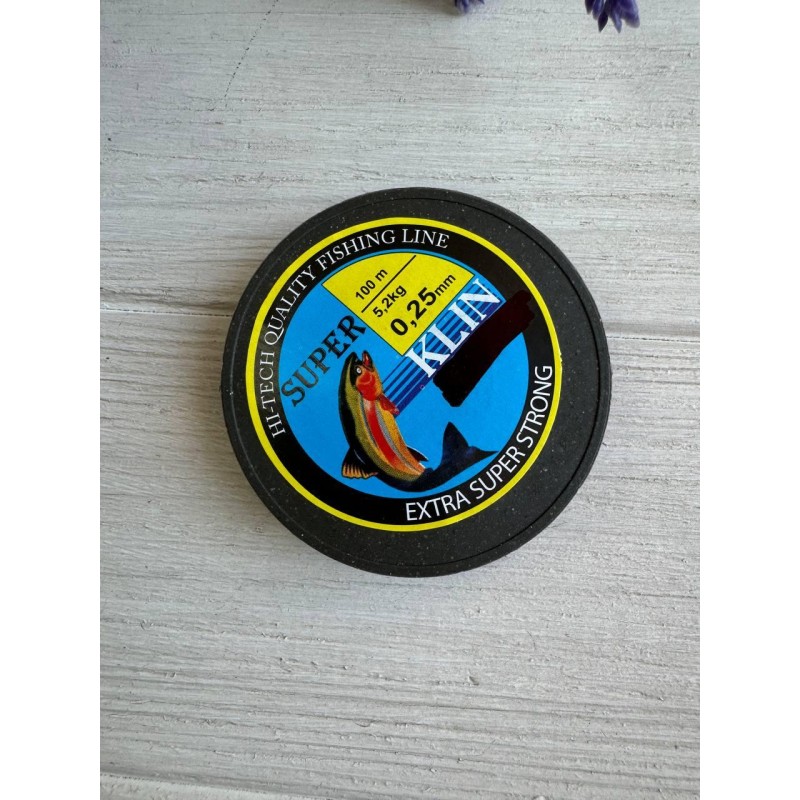 HI-TECH QUALITY FISHING LINE
100 m
5,2kg
0,25mm
SUPER
KLIN
EXTRA SUPER STRONG